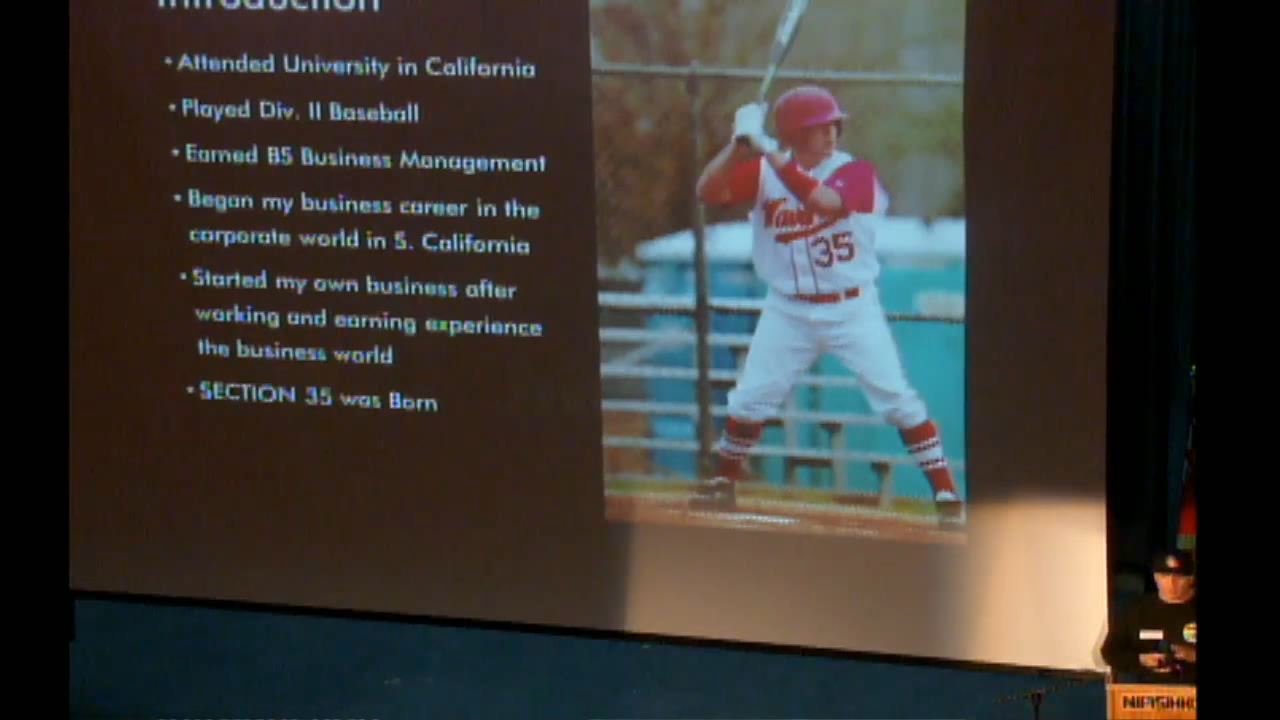 Introduction
• Attended University in California
• Played Div. II Baseball
• Earned BS Business Management
• Began my business career in the
corporate world in S. California
• Started my own business after
working and earning experience
the business world
• SECTION 35 was Born
35